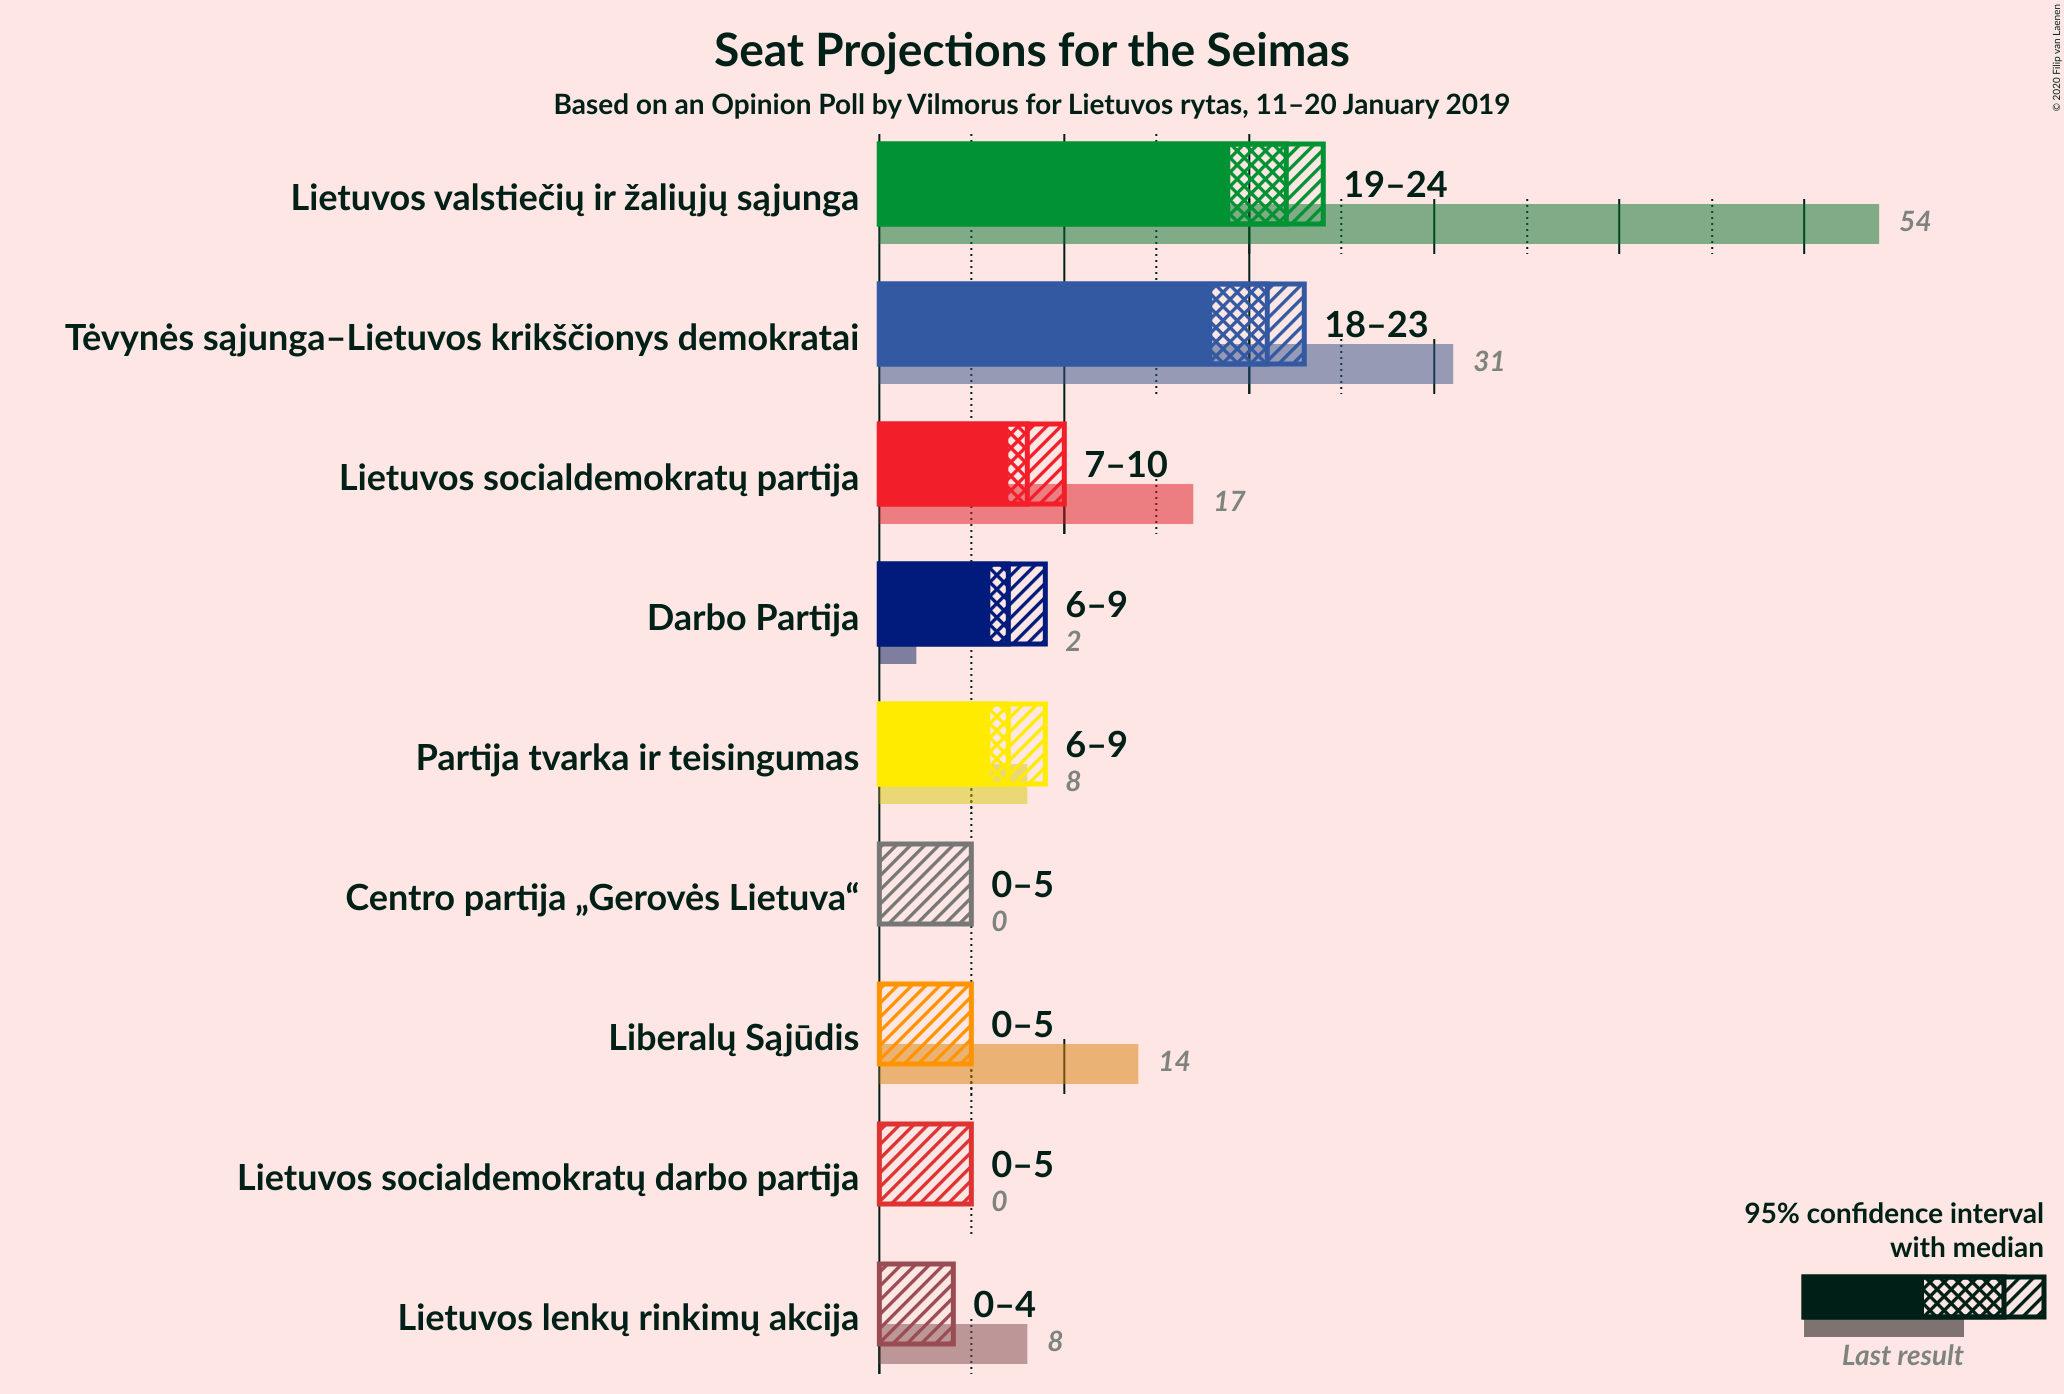 Seat Projections for the Seimas
Based on an Opinion Poll by Vilmorus for Lietuvos rytas, 11–20 January 2019
© 2020 Filip van Laenen
Lietuvos valstiečių ir žaliųjų sąjunga
19–24
54
Tėvynės sąjunga–Lietuvos krikščionys demokratai
18–23
31
Lietuvos socialdemokratų partija
7–10
17
Darbo Partija
6–9
2
Partija tvarka ir teisingumas
6–9
8
Centro partija „Gerovės Lietuva“
0–5
0
Liberalų Sąjūdis
0–5
14
Lietuvos socialdemokratų darbo partija
0–5
0
Lietuvos lenkų rinkimų akcija
0–4
8
95% confidence interval
with median
Last result